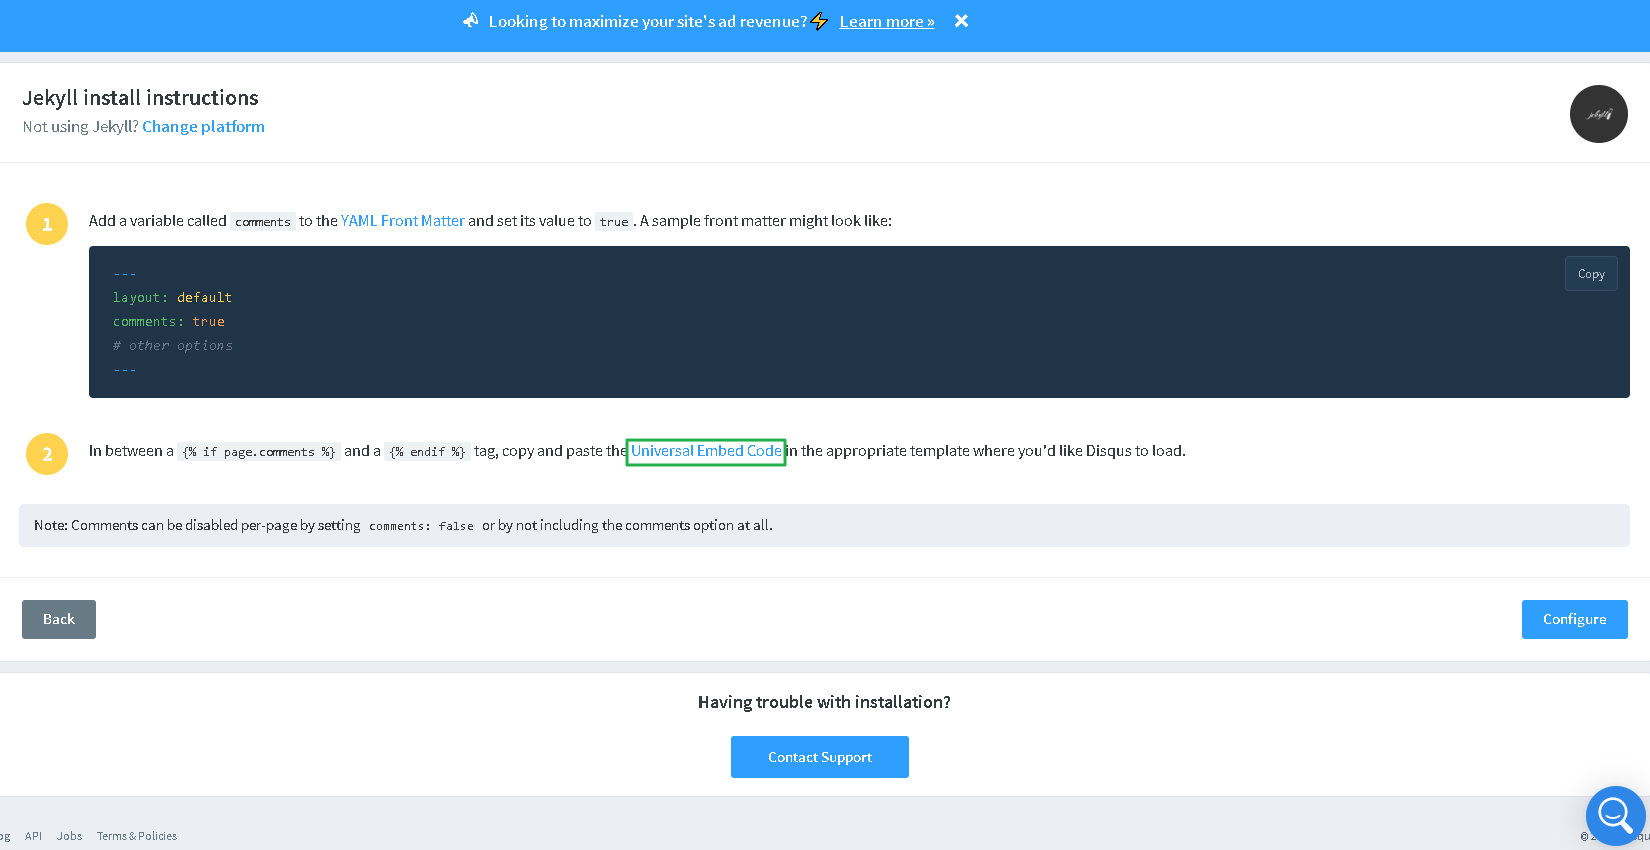 Looking to maximize your site's ad revenue?⚡ Learn more »
Jekyll install instructions
Not using Jekyll? Change platform
jekyll
1
Add a variable called comments to the YAML Front Matter and set its value to true. A sample front matter might look like:
Copy
---
layout: default
comments: true
# other options
---
2
In between a {% if page.comments %} and a {% endif %} tag, copy and paste the Universal Embed Code in the appropriate template where you'd like Disqus to load.
Note: Comments can be disabled per-page by setting comments: false or by not including the comments option at all.
Back
Configure
Having trouble with installation?
Contact Support
API Jobs Terms & Policies
©